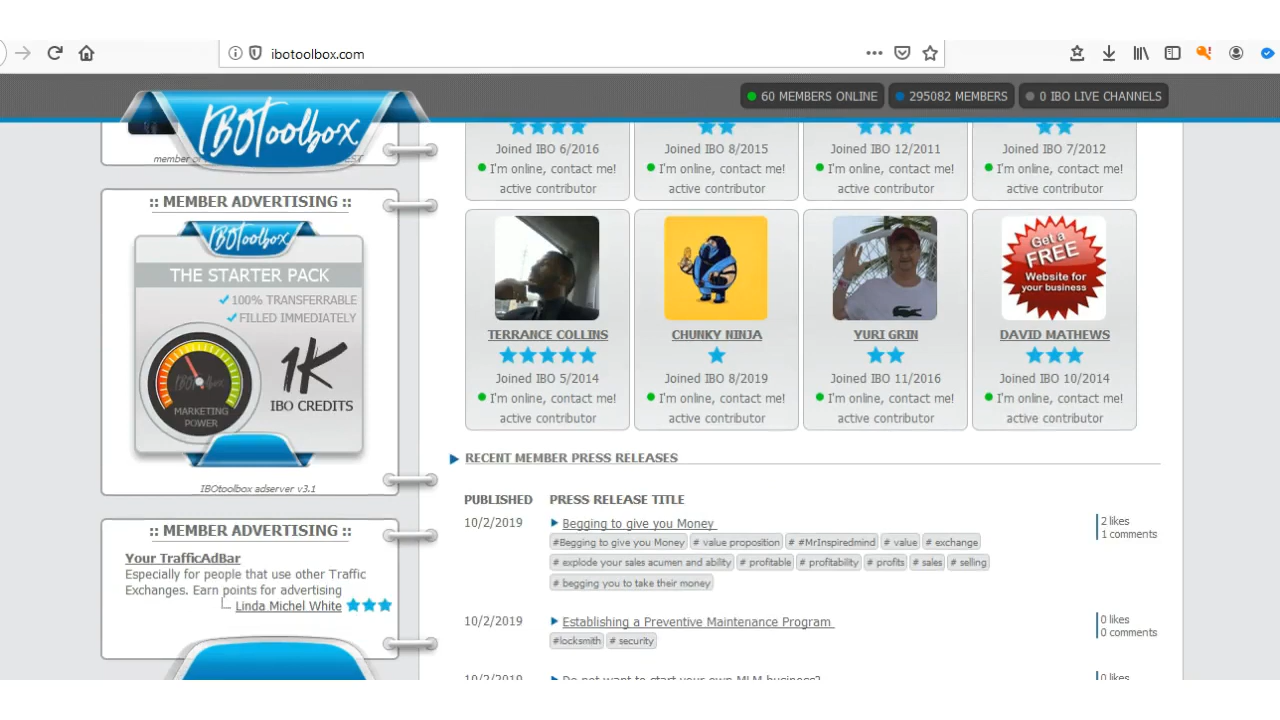 ibotoolbox.com
IBOToolbox
60 MEMBERS ONLINE
295082 MEMBERS
0 IBO LIVE CHANNELS
member of
EST
:: MEMBER ADVERTISING ::
IBOToolbox
THE STARTER PACK
100% TRANSFERRABLE
FILLED IMMEDIATELY
1K
IBO CREDITS
IBOToolbox
MARKETING
POWER
IBOtoolbox adserver v3.1
:: MEMBER ADVERTISING ::
Your TrafficAdBar
Especially for people that use other Traffic
Exchanges. Earn points for advertising
Linda Michel White
Joined IBO 6/2016
I'm online, contact me!
active contributor
Joined IBO 8/2015
I'm online, contact me!
active contributor
Joined IBO 12/2011
I'm online, contact me!
active contributor
Joined IBO 7/2012
I'm online, contact me!
active contributor
TERRANCE COLLINS
Joined IBO 5/2014
I'm online, contact me!
active contributor
CHUNKY NINJA
Joined IBO 8/2019
I'm online, contact me!
active contributor
YURI GRIN
Joined IBO 11/2016
I'm online, contact me!
active contributor
Get a
FREE
Website for
your business
DAVID MATHEWS
Joined IBO 10/2014
I'm online, contact me!
active contributor
RECENT MEMBER PRESS RELEASES
PUBLISHED PRESS RELEASE TITLE
10/2/2019 Begging to give you Money
2 likes
1 comments
#Begging to give you Money # value proposition # #MrInspiredmind # value # exchange
# explode your sales acumen and ability # profitable # profitability # profits # sales # selling
# begging you to take their money
10/2/2019 Establishing a Preventive Maintenance Program
0 likes
0 comments
#locksmith # security
10/2/2019 Do not want to start your own MLM business?
0 likes